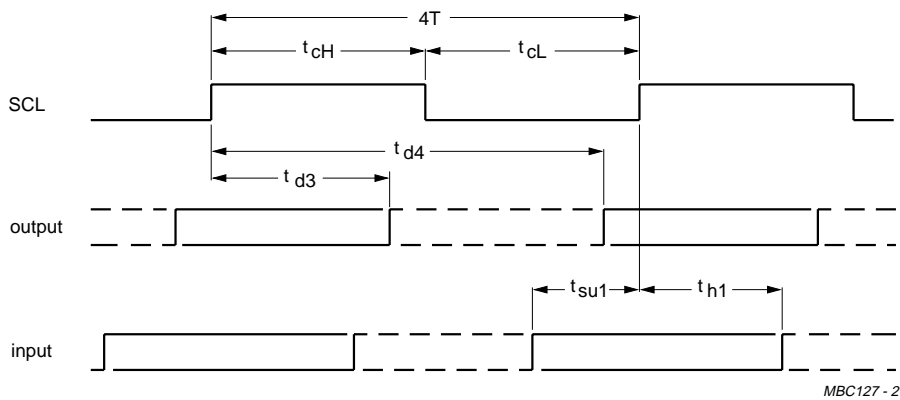 4T
tcH tcL
SCL
td4
td3
output
tsu1 th1
input
MBC127 - 2